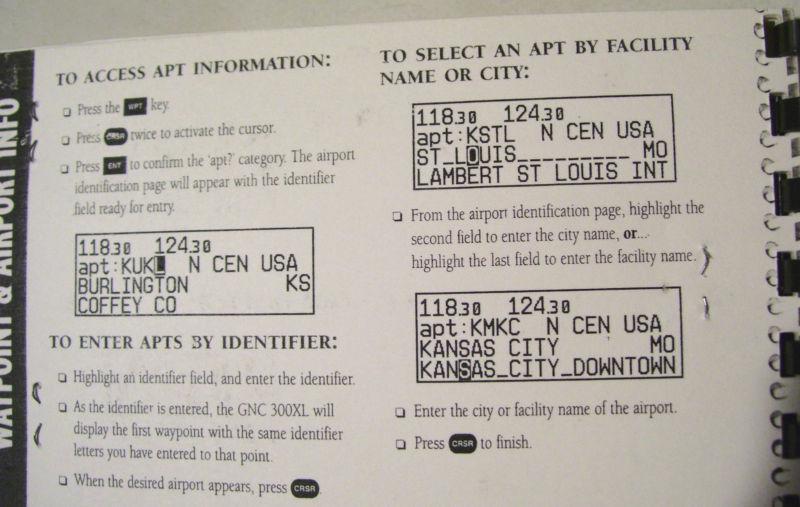 WAYPOINT & AIRPORT INFO
TO ACCESS APT INFORMATION:
❏ Press the WPT key.
❏ Press CRSR twice to activate the cursor.
❏ Press ENT to confirm the 'apt?' category. The airport
identification page will appear with the identifier
field ready for entry.
118.30 124.30
apt:KUKL N CEN USA
BURLINGTON KS
COFFEY CO
TO ENTER APTS BY IDENTIFIER:
❏ Highlight an identifier field, and enter the identifier.
❏ As the identifier is entered, the GNC 300XL will
display the first waypoint with the same identifier
letters you have entered to that point.
❏ When the desired airport appears, press CRSR
TO SELECT AN APT BY FACILITY
NAME OR CITY:
118.30 124.30
apt:KSTL N CEN USA
ST_LOUIS_________ MO
LAMBERT ST LOUIS INT
❏ From the airport identification page, highlight the
second field to enter the city name, or...
highlight the last field to enter the facility name.
118.30 124.30
apt:KMKC N CEN USA
KANSAS CITY MO
KANSAS_CITY_DOWNTOWN
❏ Enter the city or facility name of the airport.
❏ Press CRSR to finish.